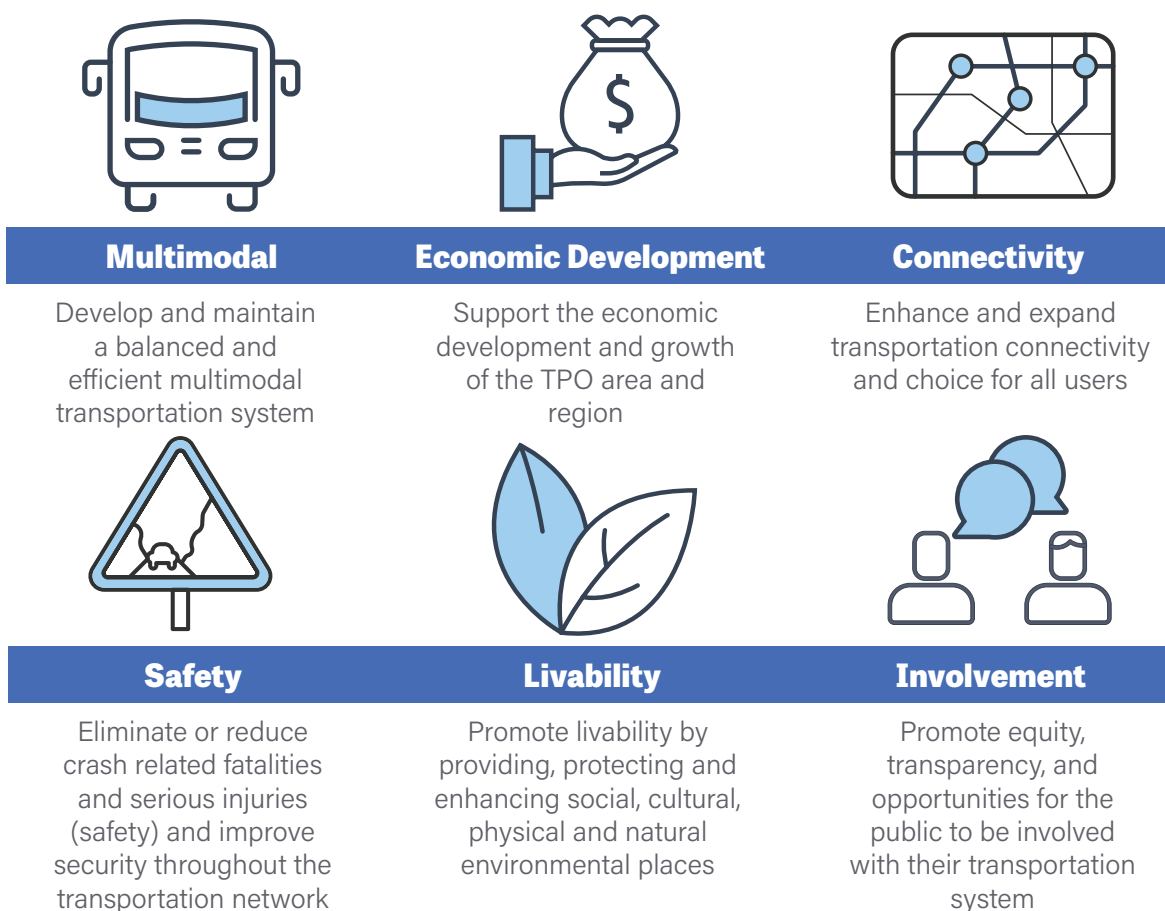 $
Multimodal
Economic Development
Connectivity
Develop and maintain
a balanced and
efficient multimodal
transportation system
Support the economic
development and growth
of the TPO area and
region
Enhance and expand
transportation connectivity
and choice for all users
Safety
Livability
Involvement
Eliminate or reduce
crash related fatalities
and serious injuries
(safety) and improve
security throughout the
transportation network
Promote livability by
providing, protecting and
enhancing social, cultural,
physical and natural
environmental places
Promote equity,
transparency, and
opportunities for the
public to be involved
with their transportation
system